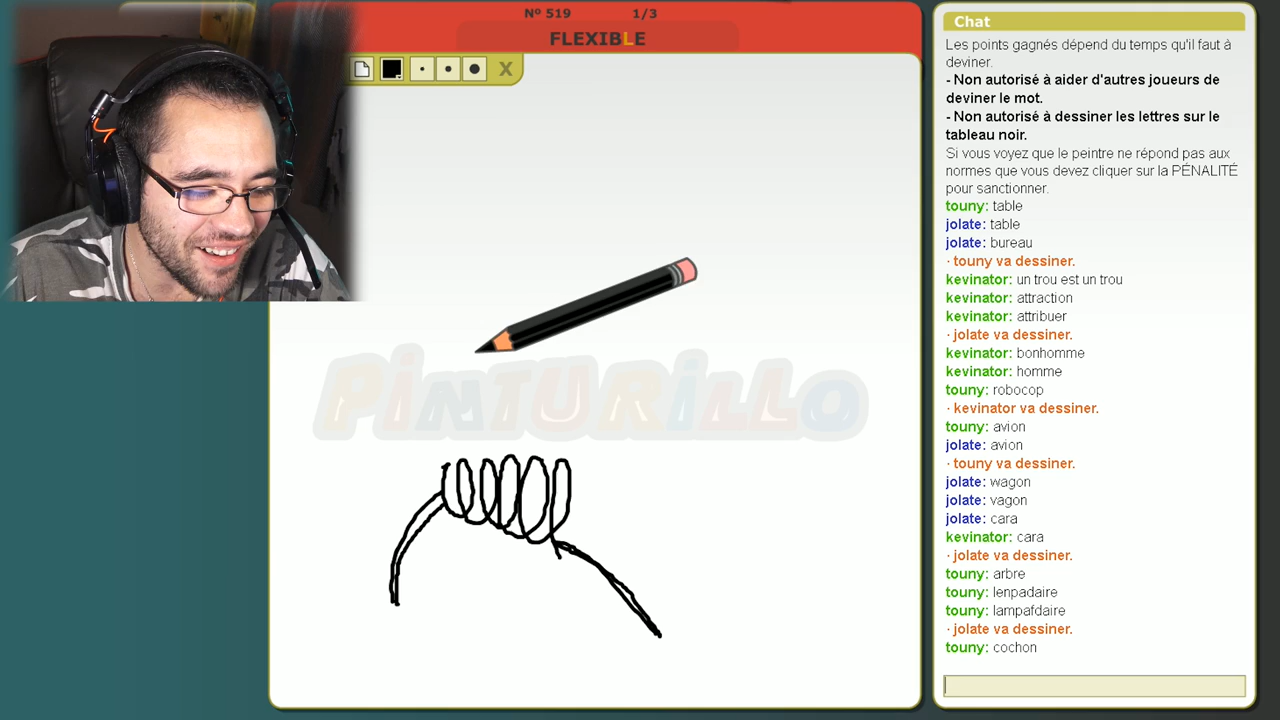 Nº 519 1/3
FLEXIBLE
X
PINTURILLO
Chat
Les points gagnés dépend du temps qu'il faut à
deviner.
- Non autorisé à aider d'autres joueurs de
deviner le mot.
- Non autorisé à dessiner les lettres sur le
tableau noir.
Si vous voyez que le peintre ne répond pas aux
normes que vous devez cliquer sur la PÉNALITÉ
pour sanctionner.
touny: table
jolate: table
jolate: bureau
· touny va dessiner.
kevinator: un trou est un trou
kevinator: attraction
kevinator: attribuer
· jolate va dessiner.
kevinator: bonhomme
kevinator: homme
touny: robocop
· kevinator va dessiner.
touny: avion
jolate: avion
· touny va dessiner.
jolate: wagon
jolate: vagon
jolate: cara
kevinator: cara
· jolate va dessiner.
touny: arbre
touny: lenpadaire
touny: lampafdaire
· jolate va dessiner.
touny: cochon